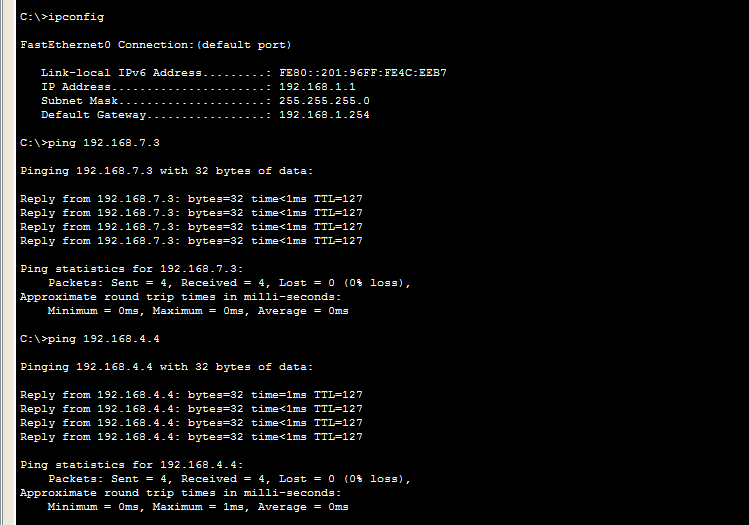 C:\>ipconfig
FastEthernet0 Connection:(default port)
Link-local IPv6 Address.........: FE80::201:96FF:FE4C:EEB7
IP Address......................: 192.168.1.1
Subnet Mask.....................: 255.255.255.0
Default Gateway.................: 192.168.1.254
C:\>ping 192.168.7.3
Pinging 192.168.7.3 with 32 bytes of data:
Reply from 192.168.7.3: bytes=32 time<1ms TTL=127
Reply from 192.168.7.3: bytes=32 time<1ms TTL=127
Reply from 192.168.7.3: bytes=32 time<1ms TTL=127
Reply from 192.168.7.3: bytes=32 time<1ms TTL=127
Ping statistics for 192.168.7.3:
Packets: Sent = 4, Received = 4, Lost = 0 (0% loss),
Approximate round trip times in milli-seconds:
Minimum = 0ms, Maximum = 0ms, Average = 0ms
C:\>ping 192.168.4.4
Pinging 192.168.4.4 with 32 bytes of data:
Reply from 192.168.4.4: bytes=32 time=1ms TTL=127
Reply from 192.168.4.4: bytes=32 time<1ms TTL=127
Reply from 192.168.4.4: bytes=32 time<1ms TTL=127
Reply from 192.168.4.4: bytes=32 time<1ms TTL=127
Ping statistics for 192.168.4.4:
Packets: Sent = 4, Received = 4, Lost = 0 (0% loss),
Approximate round trip times in milli-seconds:
Minimum = 0ms, Maximum = 1ms, Average = 0ms